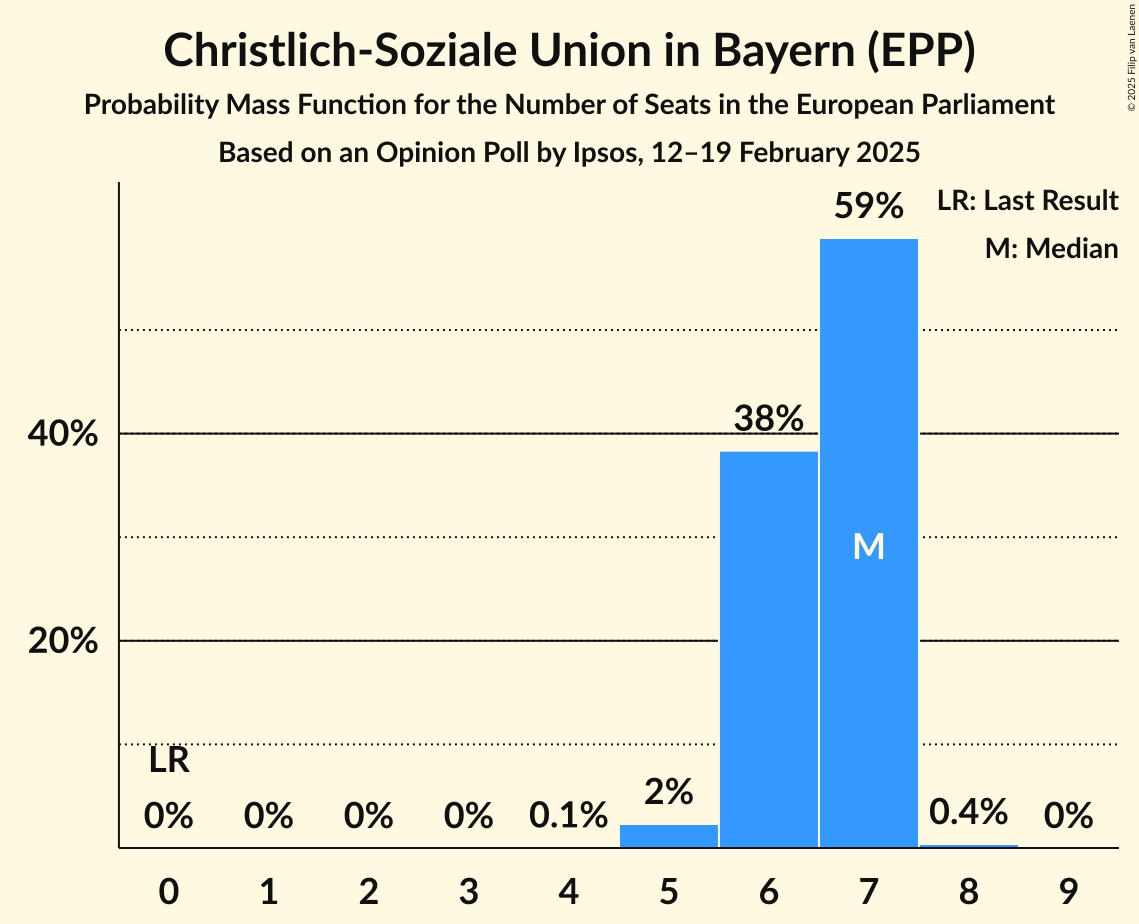 Christlich-Soziale Union in Bayern (EPP)
Probability Mass Function for the Number of Seats in the European Parliament
Based on an Opinion Poll by Ipsos, 12–19 February 2025
© 2025 Filip van Laenen
LR: Last Result
M: Median
59%
40%
38%
M
20%
LR
0% 0% 0% 0% 0.1% 2% 0.4% 0%
0 1 2 3 4 5 6 7 8 9